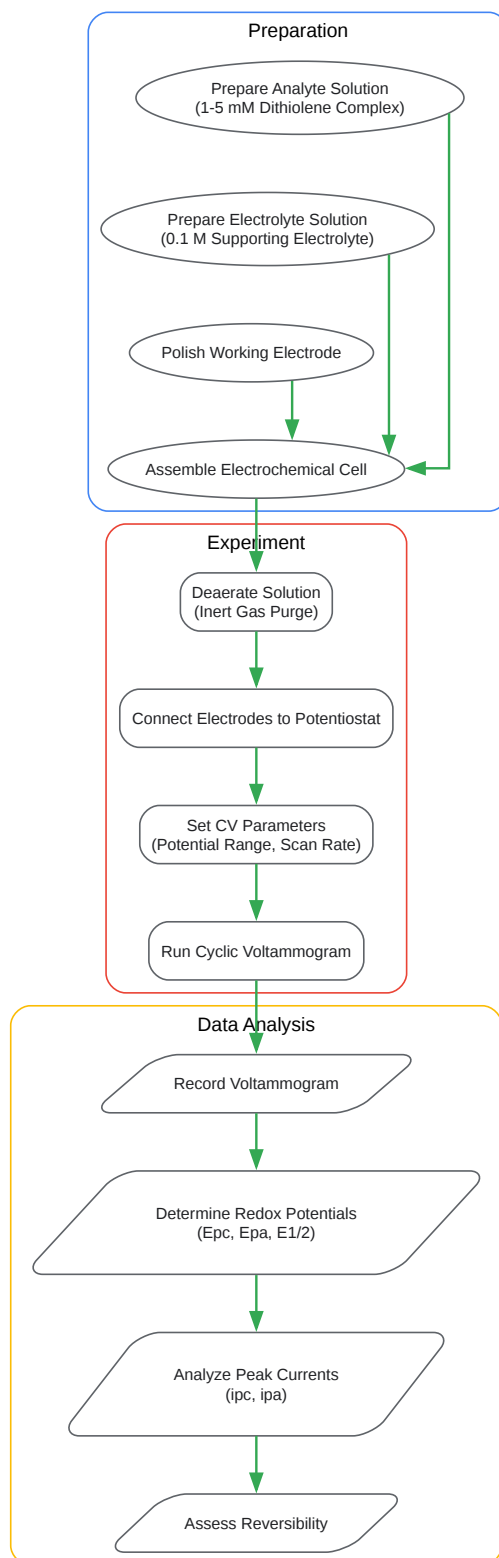 Preparation
Prepare Analyte Solution
(1-5 mM Dithiolene Complex)
Prepare Electrolyte Solution
(0.1 M Supporting Electrolyte)
Polish Working Electrode
Assemble Electrochemical Cell
Experiment
Deaerate Solution
(Inert Gas Purge)
Connect Electrodes to Potentiostat
Set CV Parameters
(Potential Range, Scan Rate)
Run Cyclic Voltammogram
Data Analysis
Record Voltammogram
Determine Redox Potentials
(Epc, Epa, E1/2)
Analyze Peak Currents
(ipc, ipa)
Assess Reversibility